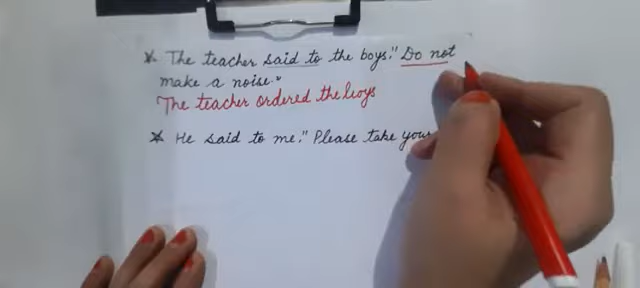 * The teacher said to the boys." Do not
make a noise."
The teacher ordered the boys
* He said to me." Please take your